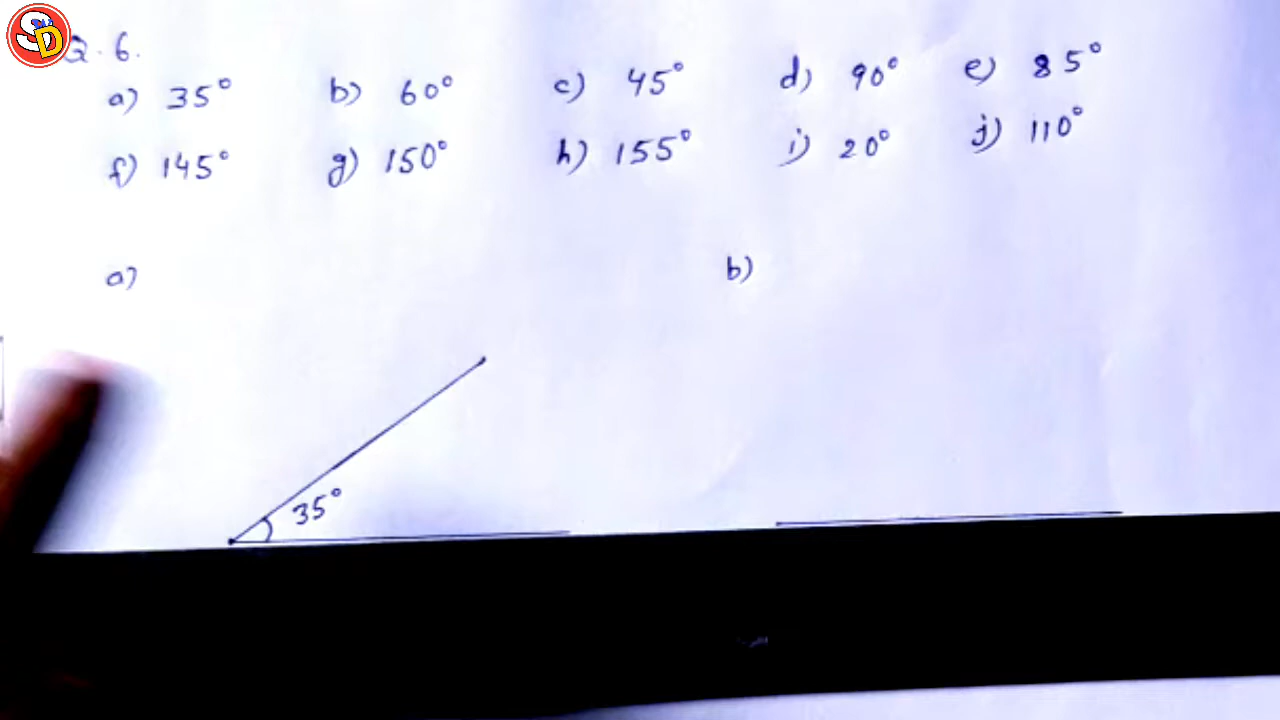 Q. 6.
a) 35° b) 60° c) 45° d) 90° e) 85°
f) 145° g) 150° h) 155° i) 20° j) 110°
a) b)
35°